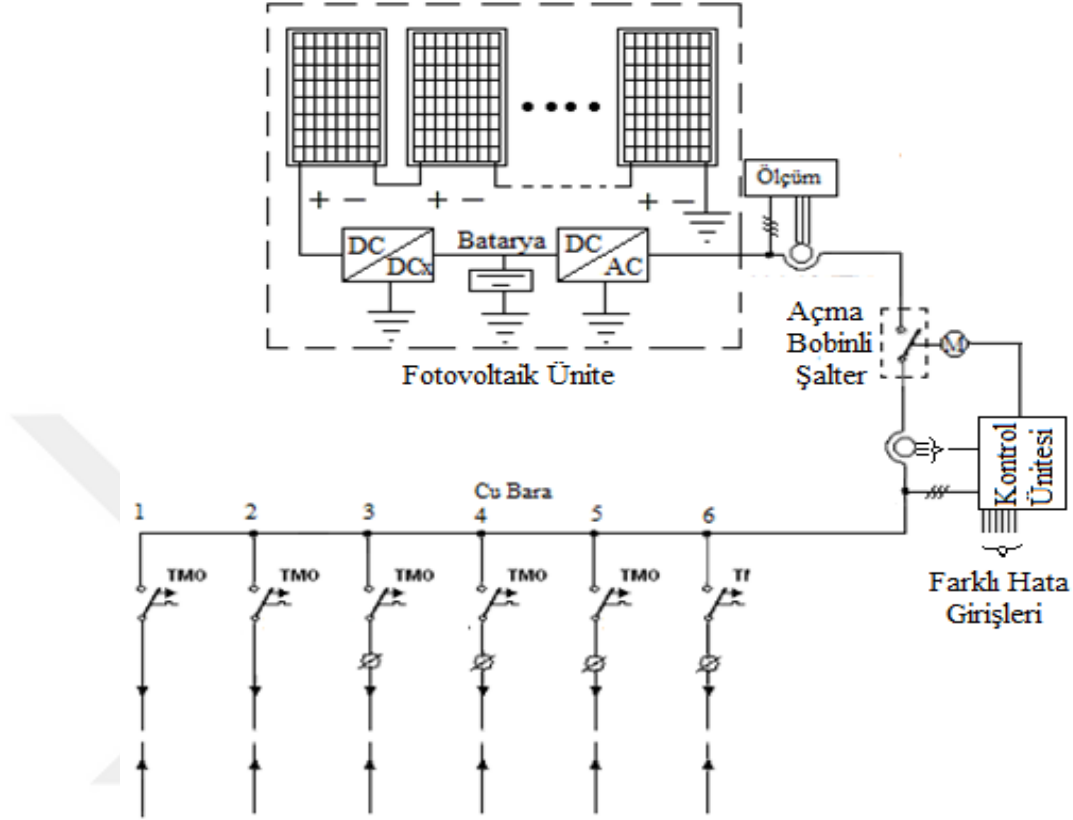 Ölçüm
+ − + − + −
DC
DCx
Batarya
DC
AC
Fotovoltaik Ünite
Açma
Bobinli
Şalter
M
Kontrol
Ünitesi
Farklı Hata
Girişleri
Cu Bara
1 2 3 4 5 6
TMO TMO TMO TMO TMO